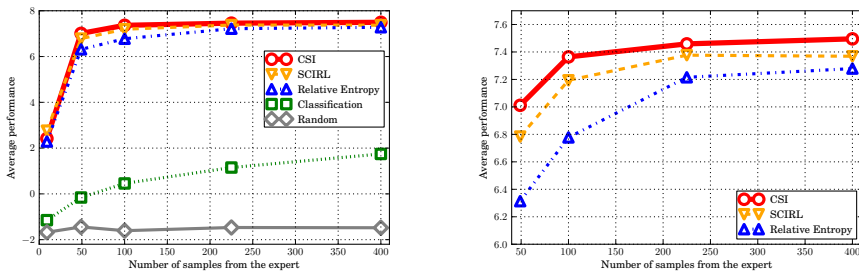 8
6
4
2
0
−2
0
50
100
150
200
250
300
350
400
Average performance
Number of samples from the expert
CSI
SCIRL
Relative Entropy
Classification
Random
7.6
7.4
7.2
7.0
6.8
6.6
6.4
6.2
6.0
50
100
150
200
250
300
350
400
Average performance
Number of samples from the expert
CSI
SCIRL
Relative Entropy